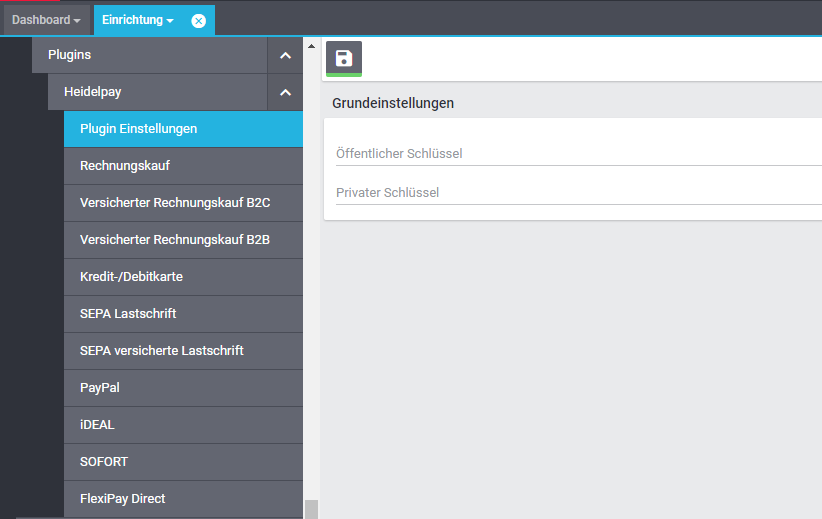 Dashboard
Einrichtung
Plugins
Heidelpay
Plugin Einstellungen
Rechnungskauf
Versicherter Rechnungskauf B2C
Versicherter Rechnungskauf B2B
Kredit-/Debitkarte
SEPA Lastschrift
SEPA versicherte Lastschrift
PayPal
iDEAL
SOFORT
FlexiPay Direct
Grundeinstellungen
Öffentlicher Schlüssel
Privater Schlüssel